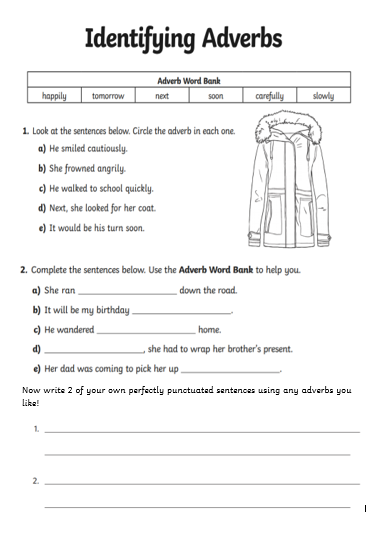 Identifying Adverbs
Adverb Word Bank
happily tomorrow next soon carefully slowly
1. Look at the sentences below. Circle the adverb in each one.
a) He smiled cautiously.
b) She frowned angrily.
c) He walked to school quickly.
d) Next, she looked for her coat.
e) It would be his turn soon.
2. Complete the sentences below. Use the Adverb Word Bank to help you.
a) She ran ____________________ down the road.
b) It will be my birthday ____________________.
c) He wandered ____________________ home.
d) ____________________, she had to wrap her brother's present.
e) Her dad was coming to pick her up ____________________.
Now write 2 of your own perfectly punctuated sentences using any adverbs you
like!
1.
2.